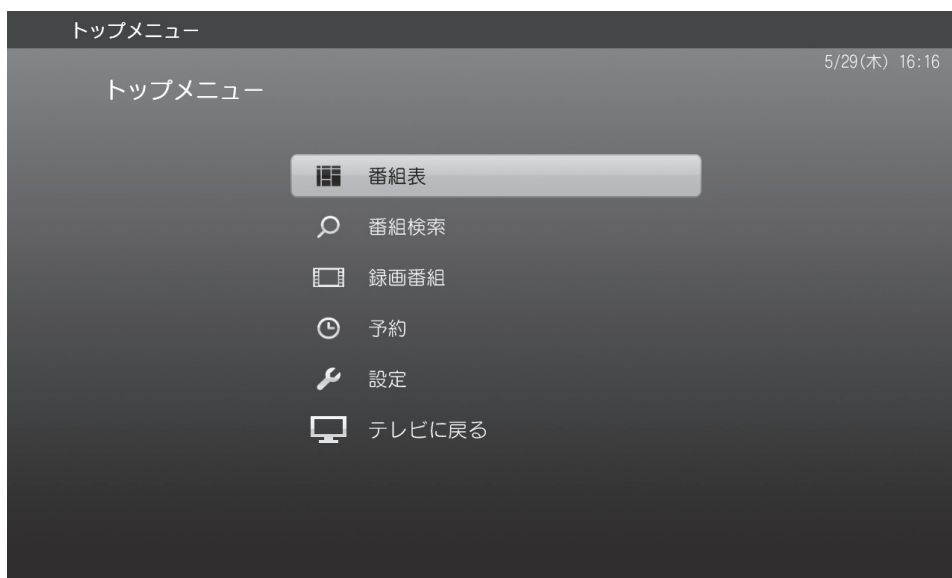 トップメニュー
5/29(木) 16:16
トップメニュー
番組表
番組検索
録画番組
予約
設定
テレビに戻る